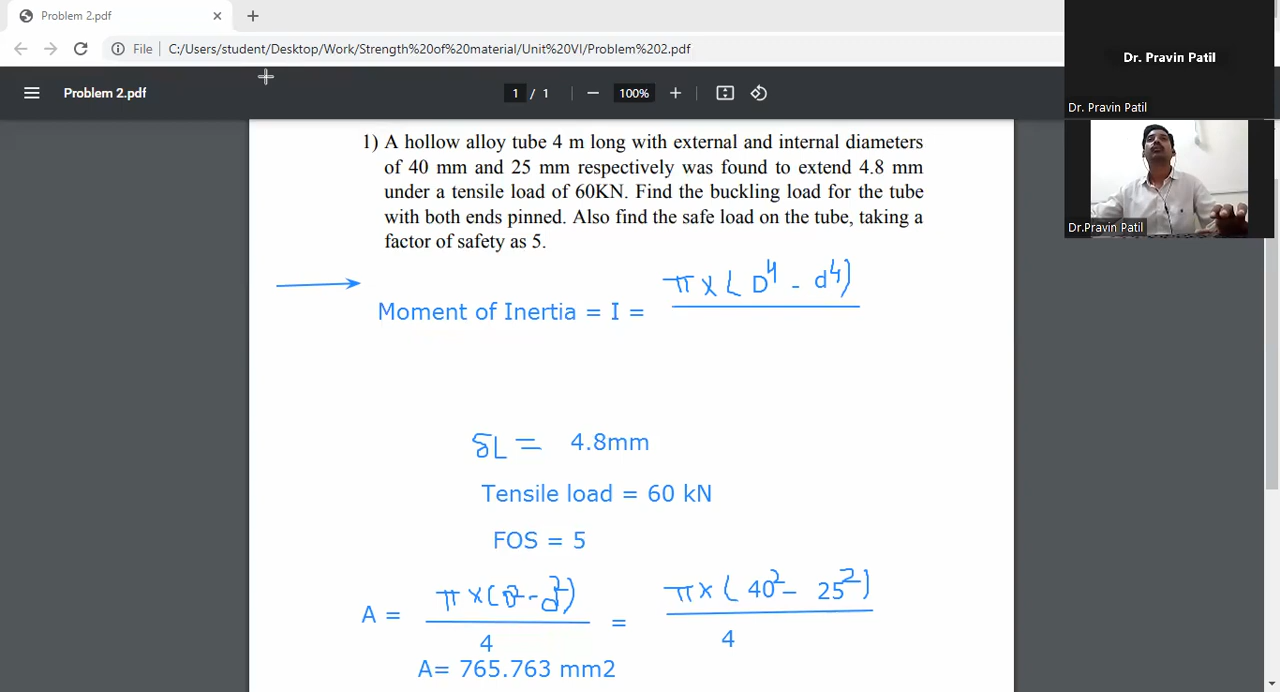 Problem 2.pdf
File | C:/Users/student/Desktop/Work/Strength%20of%20material/Unit%20VI/Problem%202.pdf
Dr. Pravin Patil
Dr. Pravin Patil
Dr.Pravin Patil
Problem 2.pdf
1 / 1
100%
1) A hollow alloy tube 4 m long with external and internal diameters
of 40 mm and 25 mm respectively was found to extend 4.8 mm
under a tensile load of 60KN. Find the buckling load for the tube
with both ends pinned. Also find the safe load on the tube, taking a
factor of safety as 5.
π × ( D⁴ - d⁴)
Moment of Inertia = I =
δL = 4.8mm
Tensile load = 60 kN
FOS = 5
A = π × (D² - d²) / 4 = π × ( 40² - 25²) / 4
A= 765.763 mm2